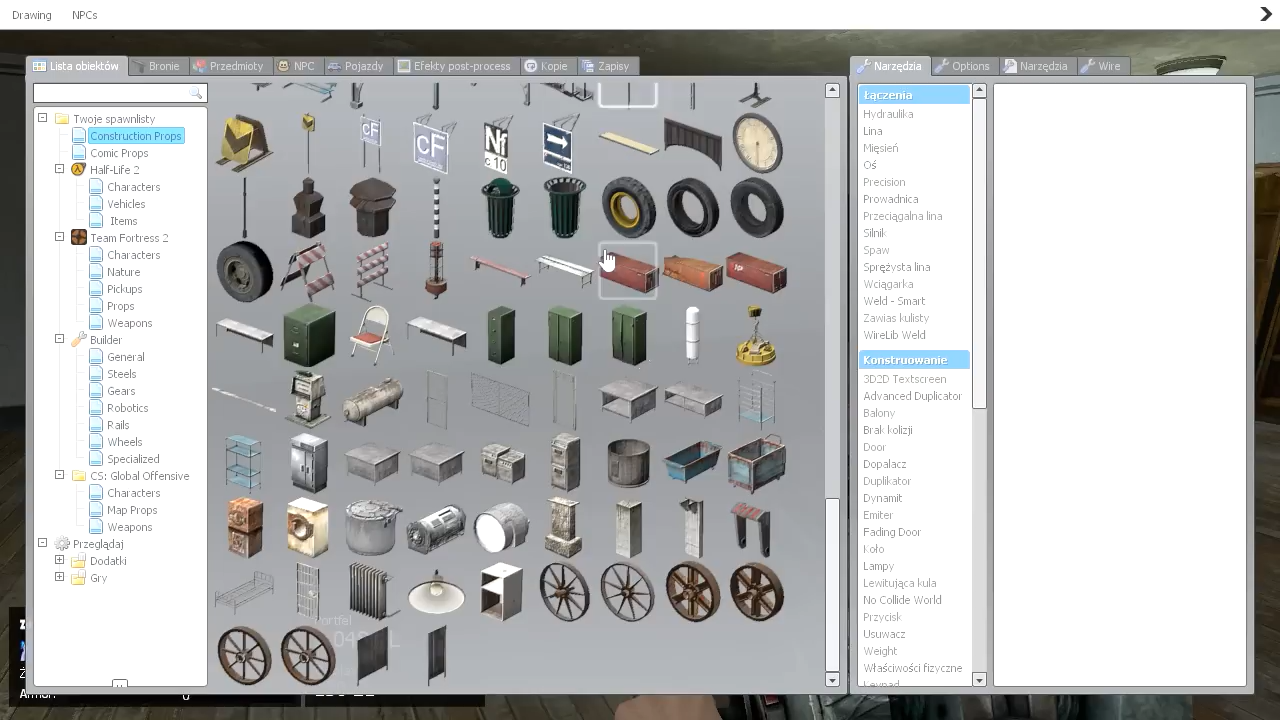 Drawing NPCs
Lista obiektów Bronie Przedmioty NPC Pojazdy Efekty post-process Kopie Zapisy
Narzędzia Options Narzędzia Wire
Twoje spawnlisty
Construction Props
Comic Props
Half-Life 2
Characters
Vehicles
Items
Team Fortress 2
Characters
Nature
Pickups
Props
Weapons
Builder
General
Steels
Gears
Robotics
Rails
Wheels
Specialized
CS: Global Offensive
Characters
Map Props
Weapons
Przeglądaj
Dodatki
Gry
cF
cF
Nf
c 10
Portfel
Armor: 0
Łączenia
Hydraulika
Lina
Mięsień
Oś
Precision
Prowadnica
Przeciągalna lina
Silnik
Spaw
Sprężysta lina
Wciągarka
Weld - Smart
Zawias kulisty
WireLib Weld
Konstruowanie
3D2D Textscreen
Advanced Duplicator
Balony
Brak kolizji
Door
Dopalacz
Duplikator
Dynamit
Emiter
Fading Door
Koło
Lampy
Lewitująca kula
No Collide World
Przycisk
Usuwacz
Weight
Właściwości fizyczne
Keypad